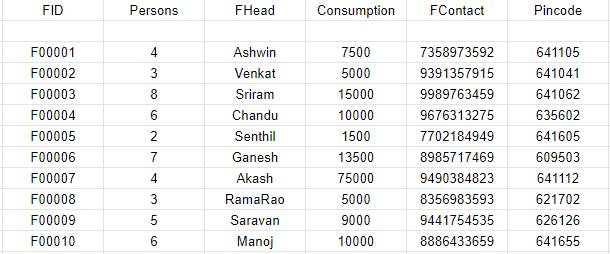 FID Persons FHead Consumption FContact Pincode
F00001 4 Ashwin 7500 7358973592 641105
F00002 3 Venkat 5000 9391357915 641041
F00003 8 Sriram 15000 9989763459 641062
F00004 6 Chandu 10000 9676313275 635602
F00005 2 Senthil 1500 7702184949 641605
F00006 7 Ganesh 13500 8985717469 609503
F00007 4 Akash 75000 9490384823 641112
F00008 3 RamaRao 5000 8356983593 621702
F00009 5 Saravan 9000 9441754535 626126
F00010 6 Manoj 10000 8886433659 641655